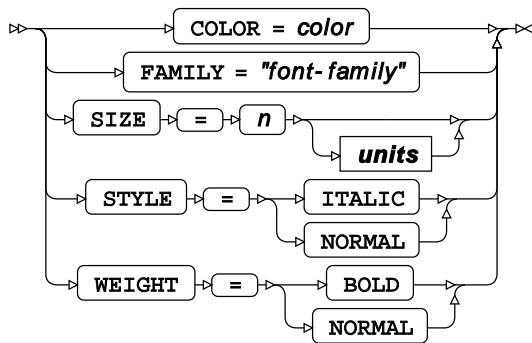 COLOR = color
FAMILY = "font-family"
SIZE = n
units
STYLE = ITALIC
NORMAL
WEIGHT = BOLD
NORMAL